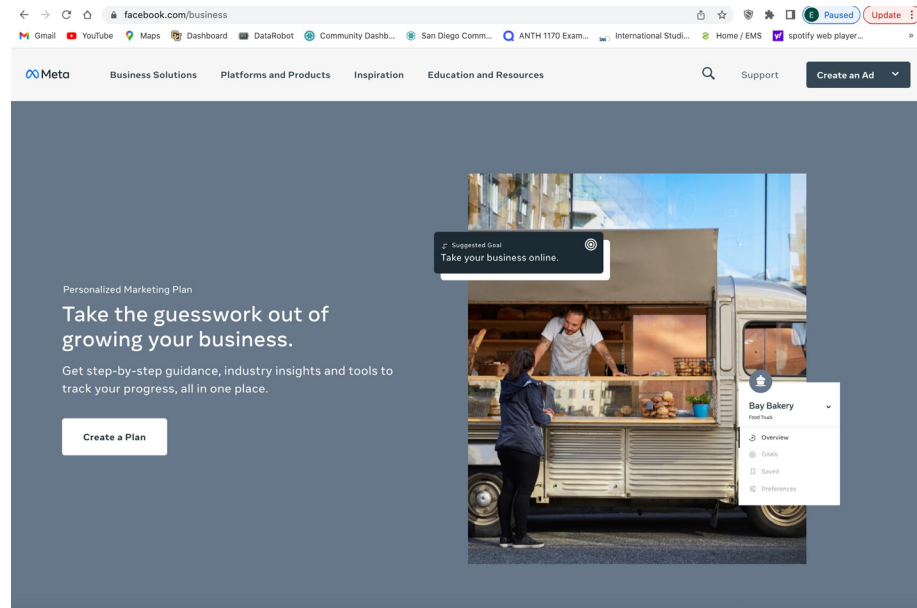 facebook.com/business
E Paused Update
Gmail YouTube Maps Dashboard DataRobot Community Dashb... San Diego Comm... ANTH 1170 Exam... International Studi... Home / EMS spotify web player... »
Meta Business Solutions Platforms and Products Inspiration Education and Resources Support Create an Ad
Suggested Goal
Take your business online.
Personalized Marketing Plan
Take the guesswork out of
growing your business.
Get step-by-step guidance, industry insights and tools to
track your progress, all in one place.
Create a Plan
Bay Bakery
Food Truck
Overview
Goals
Saved
Preferences